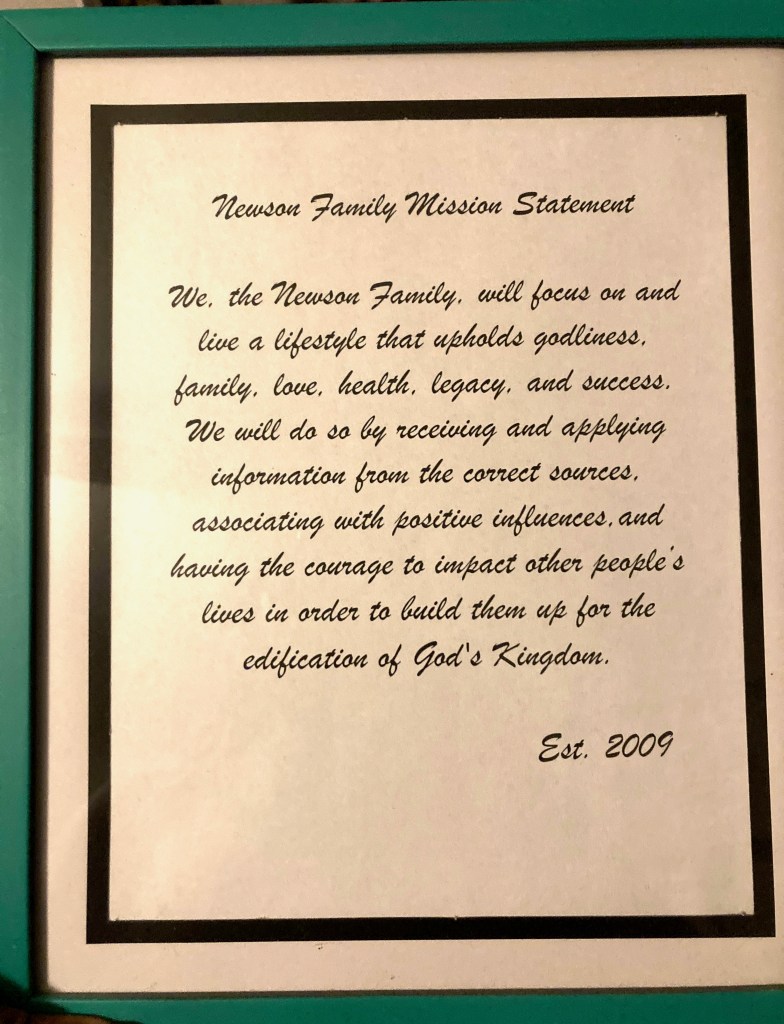 Newson Family Mission Statement
We, the Newson Family, will focus on and
live a lifestyle that upholds godliness,
family, love, health, legacy, and success.
We will do so by receiving and applying
information from the correct sources,
associating with positive influences, and
having the courage to impact other people's
lives in order to build them up for the
edification of God's Kingdom.
Est. 2009